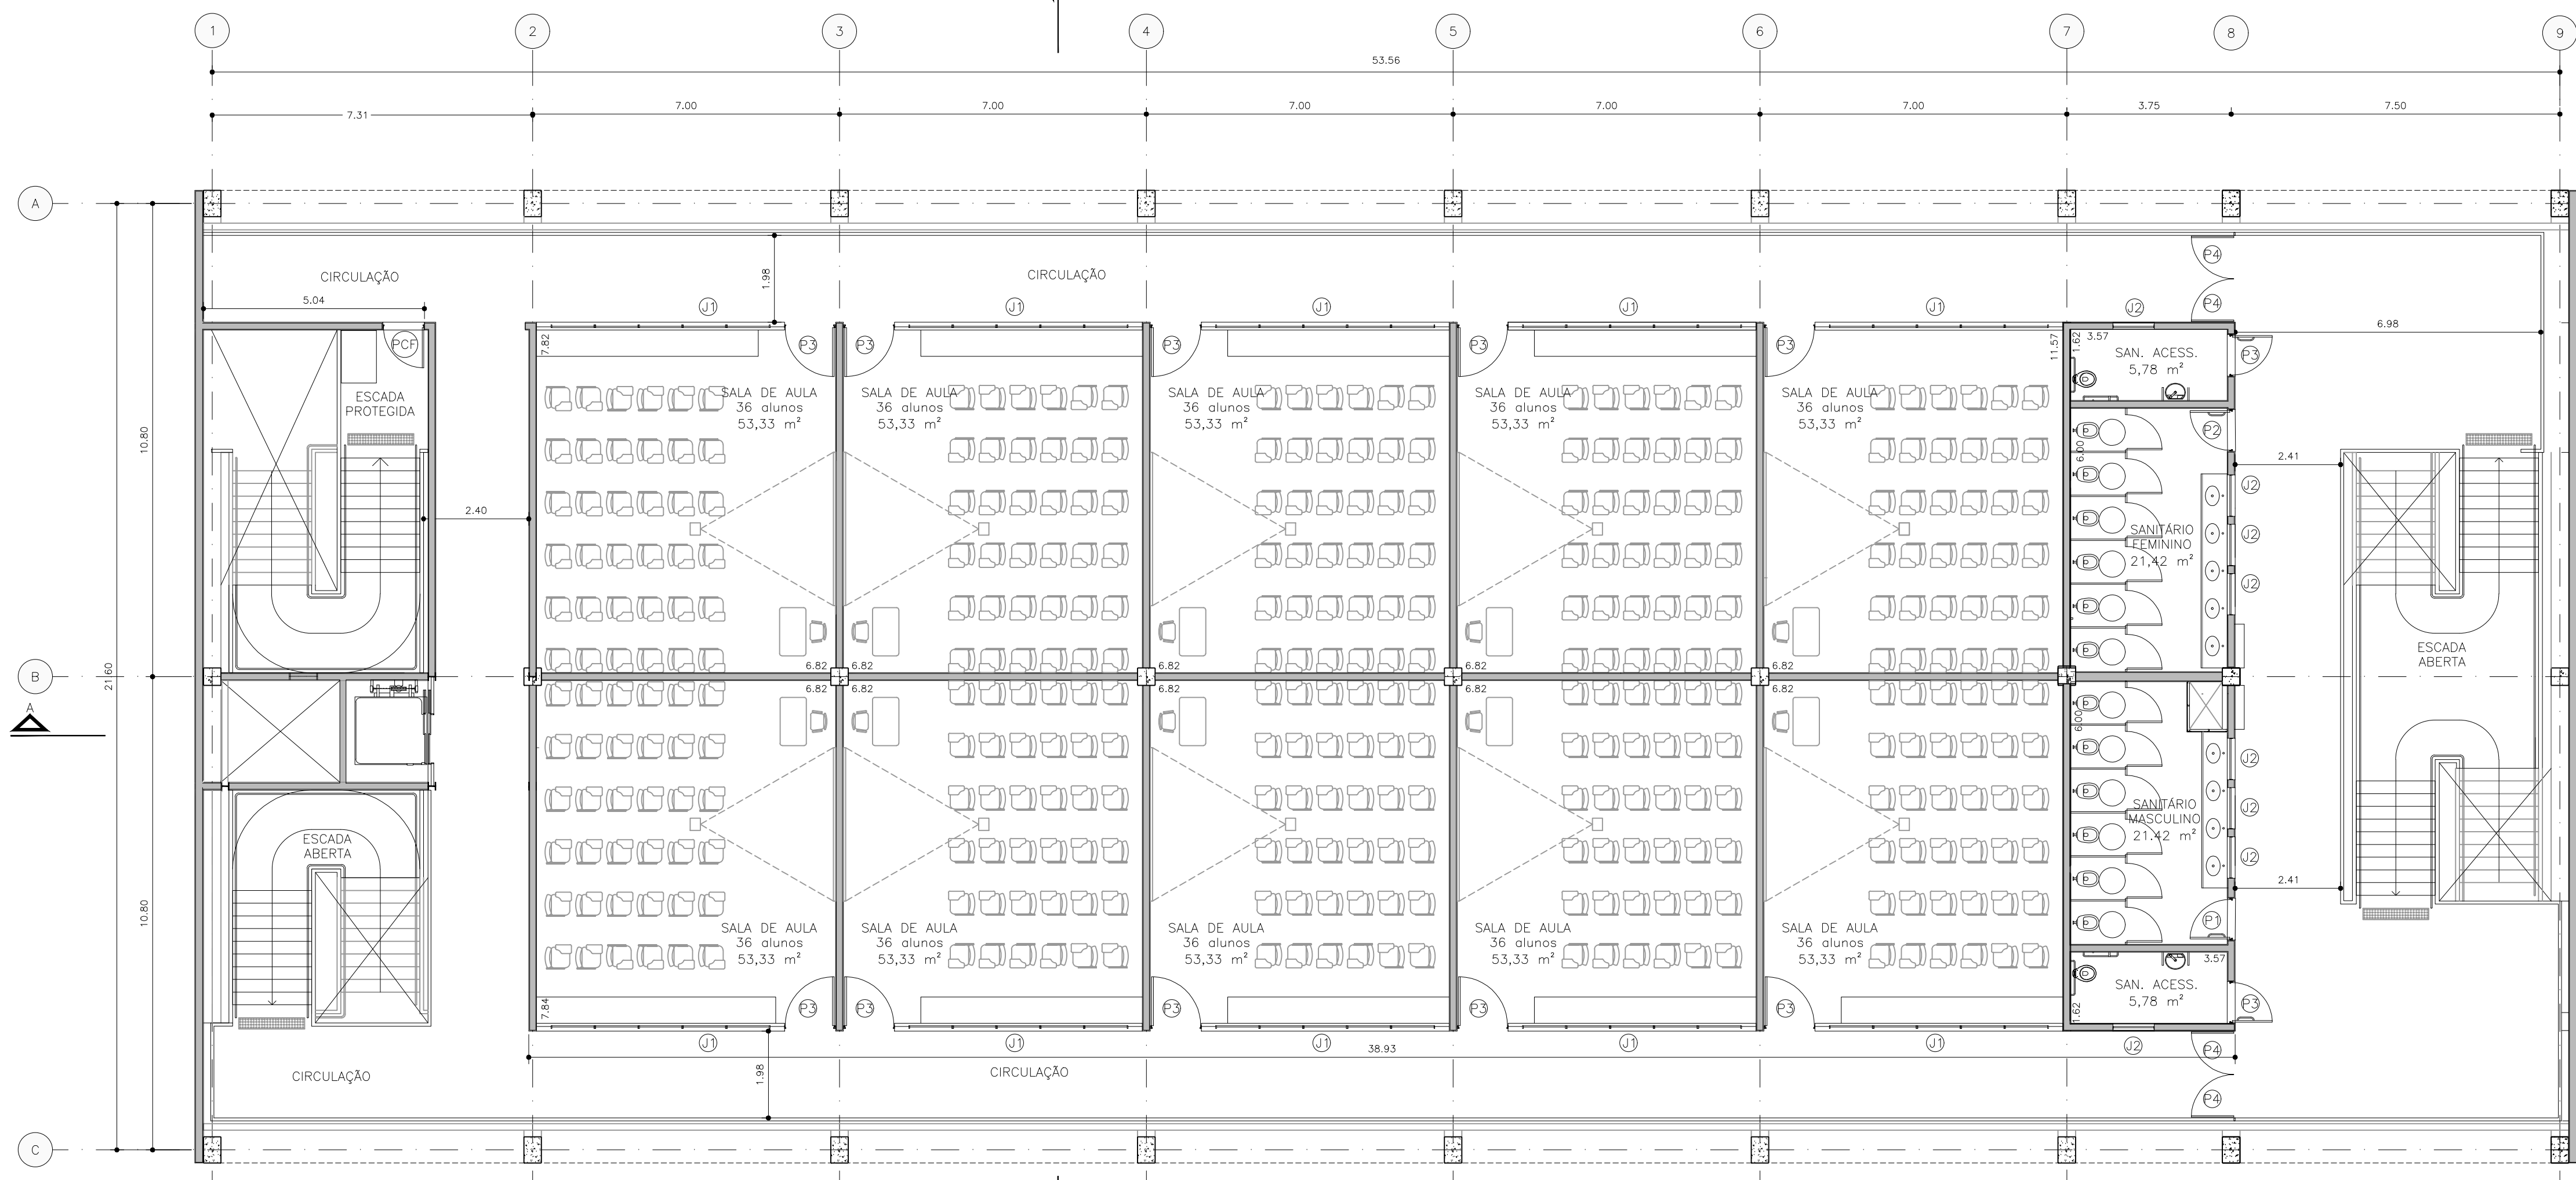 1
2
3
4
5
6
7
8
9
53.56
7.31
7.00
7.00
7.00
7.00
7.00
3.75
7.50
A
CIRCULAÇÃO
CIRCULAÇÃO
1.98
P4
5.04
J1
J1
J1
J1
J1
J2
P4
6.98
PCF
7.82
P3
P3
P3
P3
P3
11.57
1.62
3.57
SAN. ACESS.
5,78 m²
P3
ESCADA
PROTEGIDA
SALA DE AULA
36 alunos
53,33 m²
SALA DE AULA
36 alunos
53,33 m²
SALA DE AULA
36 alunos
53,33 m²
SALA DE AULA
36 alunos
53,33 m²
SALA DE AULA
36 alunos
53,33 m²
P2
10.80
6.00
2.41
J2
2.40
SANITÁRIO
FEMININO
21,42 m²
J2
J2
ESCADA
ABERTA
6.82
6.82
6.82
6.82
6.82
B
21.60
6.82
6.82
6.82
6.82
6.82
A
6.00
J2
SANITÁRIO
MASCULINO
21.42 m²
J2
J2
ESCADA
ABERTA
2.41
10.80
SALA DE AULA
36 alunos
53,33 m²
SALA DE AULA
36 alunos
53,33 m²
SALA DE AULA
36 alunos
53,33 m²
SALA DE AULA
36 alunos
53,33 m²
SALA DE AULA
36 alunos
53,33 m²
P1
3.57
SAN. ACESS.
5,78 m²
1.62
7.84
P3
P3
P3
P3
P3
P3
J1
J1
J1
J1
J1
J2
P4
38.93
CIRCULAÇÃO
1.98
CIRCULAÇÃO
P4
C